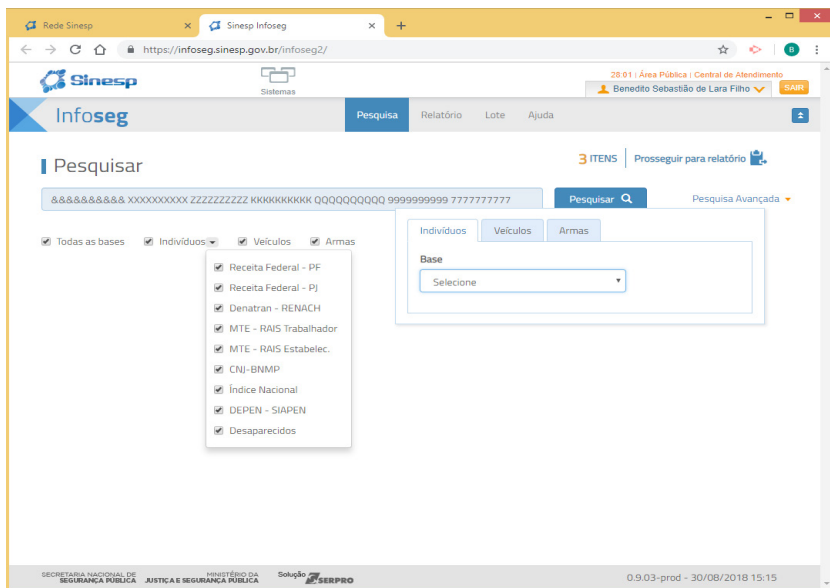 Rede Sinesp
Sinesp Infoseg
https://infoseg.sinesp.gov.br/infoseg2/
B
Sinesp
Sistemas
28:01 | Área Pública | Central de Atendimento
Benedito Sebastião de Lara Filho
SAIR
Infoseg
Pesquisa Relatório Lote Ajuda
Pesquisar
3 ITENS Prosseguir para relatório
&&&&&&&&&& XXXXXXXXXX ZZZZZZZZZZ KKKKKKKKKK QQQQQQQQQQ 9999999999 7777777777
Pesquisar
Pesquisa Avançada
Todas as bases Indivíduos Veículos Armas
Receita Federal - PF
Receita Federal - PJ
Denatran - RENACH
MTE - RAIS Trabalhador
MTE - RAIS Estabelec.
CNJ-BNMP
Índice Nacional
DEPEN - SIAPEN
Desaparecidos
Indivíduos Veículos Armas
Base
Selecione
SECRETARIA NACIONAL DE
SEGURANÇA PÚBLICA
MINISTÉRIO DA
JUSTIÇA E SEGURANÇA PÚBLICA
Solução
SERPRO
0.9.03-prod - 30/08/2018 15:15